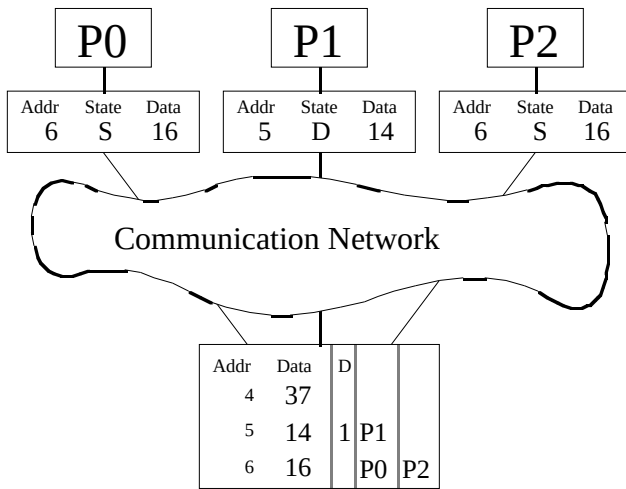 P0 P1 P2
Addr State Data Addr State Data Addr State Data
6 S 16 5 D 14 6 S 16
Communication Network
Addr Data D
4 37
5 14 1 P1
6 16 P0 P2